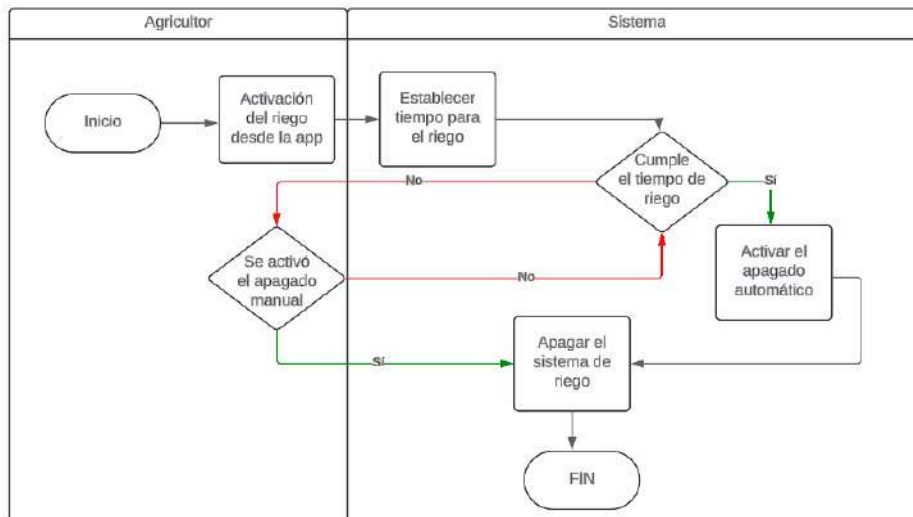 Agricultor
Sistema
Inicio
Activación
del riego
desde la app
Establecer
tiempo para
el riego
Cumple
el tiempo de
riego
No
Sí
Se activó
el apagado
manual
No
Activar el
apagado
automático
Sí
Apagar el
sistema de
riego
FIN